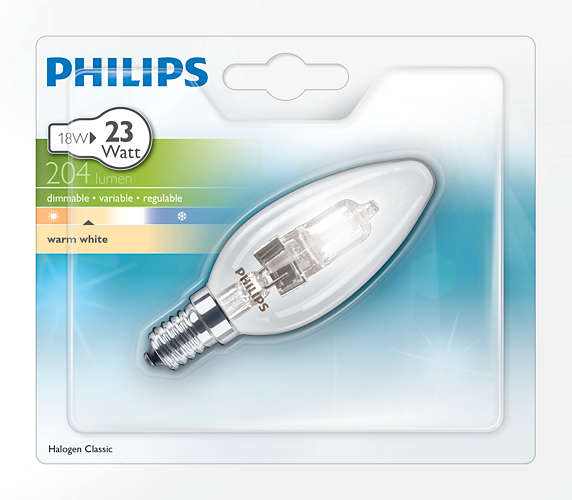 PHILIPS
18W 23
Watt
204 lumen
dimmable • variable • regulable
warm white
PHILIPS
Halogen Classic